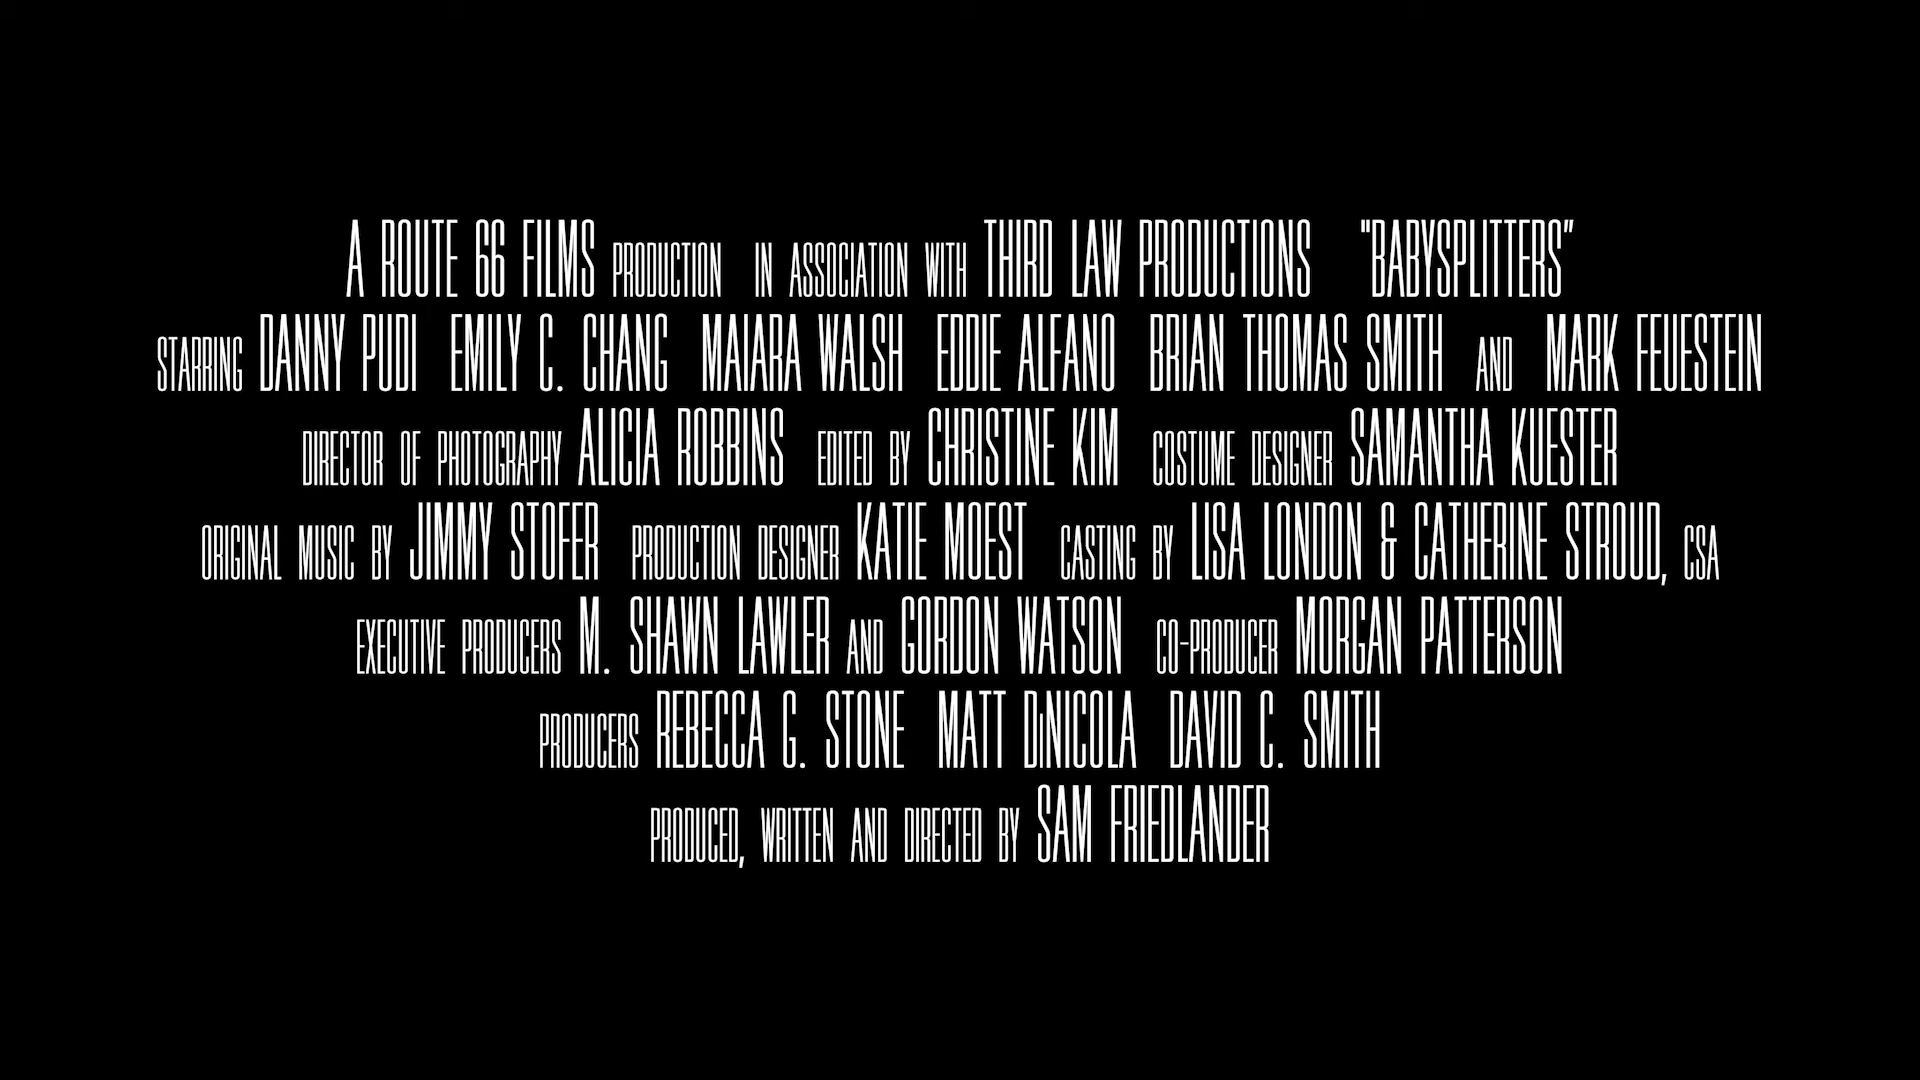 A ROUTE 66 FILMS PRODUCTION IN ASSOCIATION WITH THIRD LAW PRODUCTIONS "BABYSPLITTERS"
STARRING DANNY PUDI EMILY C. CHANG MAIARA WALSH EDDIE ALFANO BRIAN THOMAS SMITH AND MARK FEUESTEIN
DIRECTOR OF PHOTOGRAPHY ALICIA ROBBINS EDITED BY CHRISTINE KIM COSTUME DESIGNER SAMANTHA KUESTER
ORIGINAL MUSIC BY JIMMY STOFER PRODUCTION DESIGNER KATIE MOEST CASTING BY LISA LONDON & CATHERINE STROUD, CSA
EXECUTIVE PRODUCERS M. SHAWN LAWLER AND GORDON WATSON CO-PRODUCER MORGAN PATTERSON
PRODUCERS REBECCA G. STONE MATT DiNICOLA DAVID C. SMITH
PRODUCED, WRITTEN AND DIRECTED BY SAM FRIEDLANDER